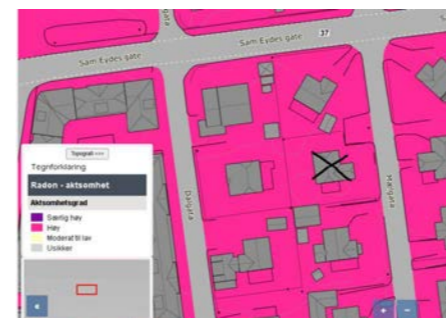 Sam Eydes gate
Sam Eydes gate
37
Topografi >>>
Tegnforklaring
Radon - aktsomhet
Aktsomhetsgrad
Særlig høy
Høy
Moderat til lav
Usikker
Dalgata
«
+ −